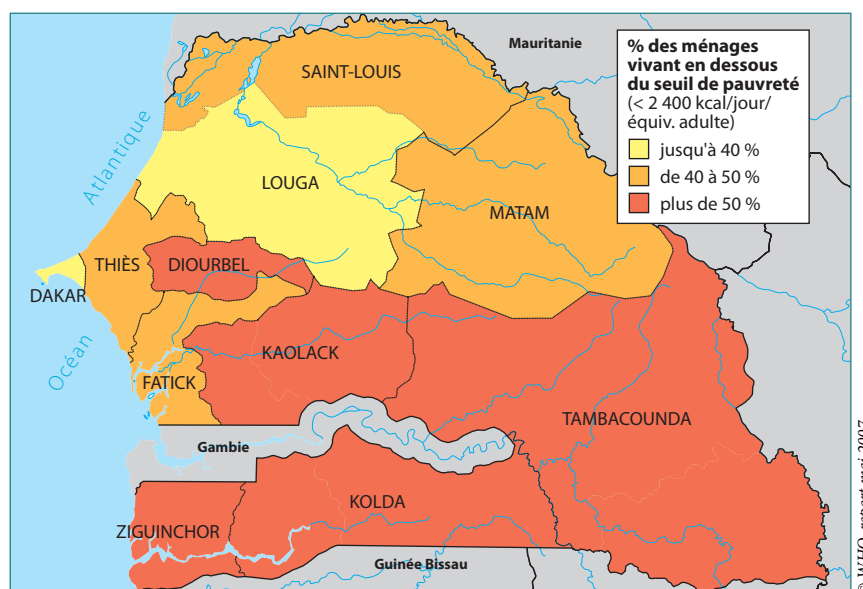 Mauritanie
% des ménages
vivant en dessous
du seuil de pauvreté
(< 2 400 kcal/jour/
équiv. adulte)
jusqu'à 40 %
de 40 à 50 %
plus de 50 %
SAINT-LOUIS
Atlantique
LOUGA
MATAM
THIÈS
DIOURBEL
DAKAR
Océan
KAOLACK
FATICK
TAMBACOUNDA
Gambie
KOLDA
ZIGUINCHOR
Guinée Bissau